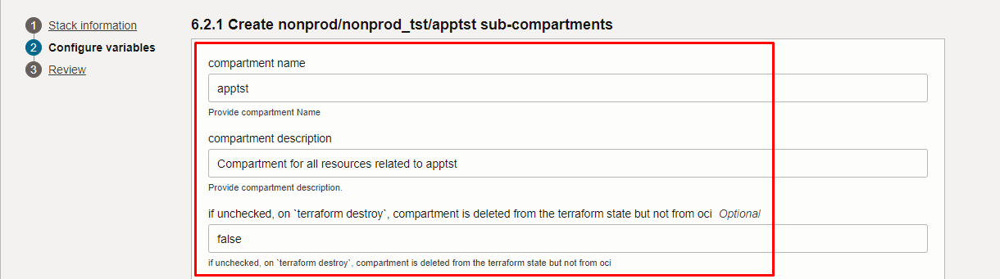 1 Stack information
2 Configure variables
3 Review
6.2.1 Create nonprod/nonprod_tst/apptst sub-compartments
compartment name
apptst
Provide compartment Name
compartment description
Compartment for all resources related to apptst
Provide compartment description.
if unchecked, on `terraform destroy`, compartment is deleted from the terraform state but not from oci Optional
false
if unchecked, on `terraform destroy`, compartment is deleted from the terraform state but not from oci